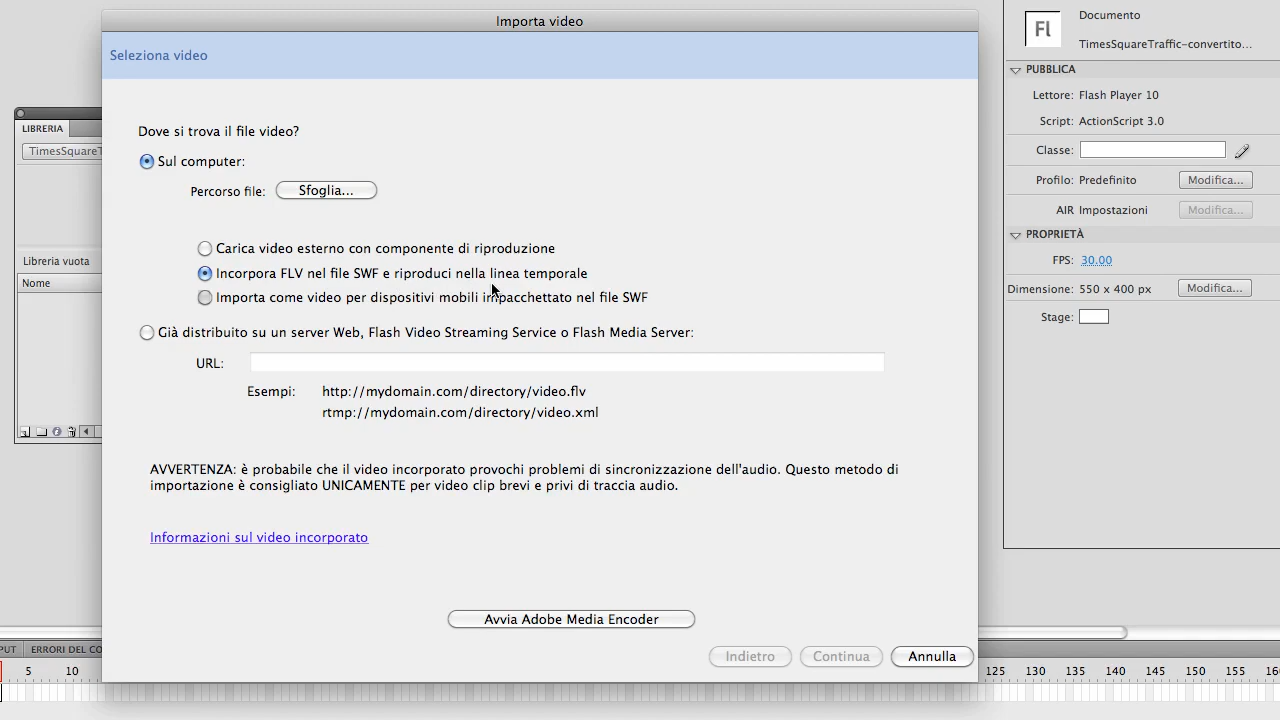 Importa video
Seleziona video
Dove si trova il file video?
Sul computer:
Percorso file: Sfoglia...
Carica video esterno con componente di riproduzione
Incorpora FLV nel file SWF e riproduci nella linea temporale
Importa come video per dispositivi mobili impacchettato nel file SWF
Già distribuito su un server Web, Flash Video Streaming Service o Flash Media Server:
URL:
Esempi: http://mydomain.com/directory/video.flv
rtmp://mydomain.com/directory/video.xml
AVVERTENZA: è probabile che il video incorporato provochi problemi di sincronizzazione dell'audio. Questo metodo di
importazione è consigliato UNICAMENTE per video clip brevi e privi di traccia audio.
Informazioni sul video incorporato
Avvia Adobe Media Encoder
Indietro Continua Annulla
LIBRERIA
TimesSquareT
Libreria vuota
Nome
Fl
Documento
TimesSquareTraffic-convertito...
PUBBLICA
Lettore: Flash Player 10
Script: ActionScript 3.0
Classe:
Profilo: Predefinito Modifica...
AIR Impostazioni Modifica...
PROPRIETÀ
FPS: 30.00
Dimensione: 550 x 400 px Modifica...
Stage:
PUT ERRORI DEL CO
5 10 125 130 135 140 145 150 155 160